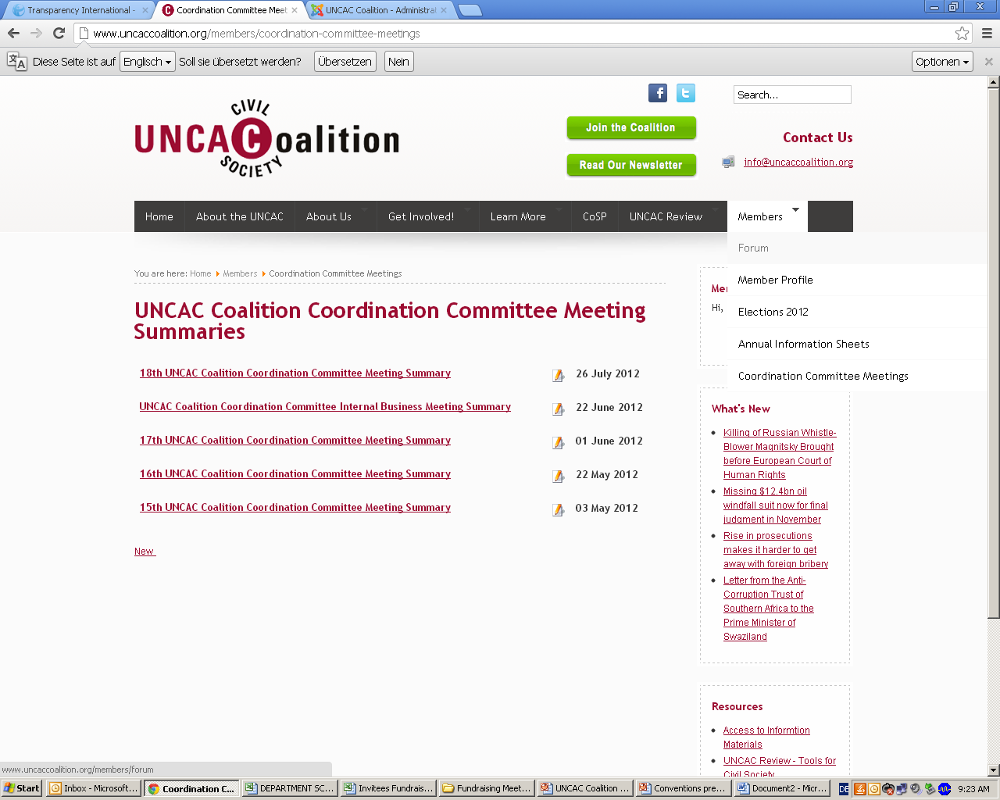 Transparency International -
Coordination Committee Meet
UNCAC Coalition - Administrat
www.uncaccoalition.org/members/coordination-committee-meetings
Diese Seite ist auf Englisch Soll sie übersetzt werden? Übersetzen Nein Optionen
Search...
CIVIL
UNCAC Coalition
SOCIETY
Join the Coalition
Read Our Newsletter
Contact Us
info@uncaccoalition.org
Home About the UNCAC About Us Get Involved! Learn More CoSP UNCAC Review Members
Forum
Member Profile
Elections 2012
Annual Information Sheets
Coordination Committee Meetings
You are here: Home Members Coordination Committee Meetings
UNCAC Coalition Coordination Committee Meeting
Summaries
18th UNCAC Coalition Coordination Committee Meeting Summary 26 July 2012
UNCAC Coalition Coordination Committee Internal Business Meeting Summary 22 June 2012
17th UNCAC Coalition Coordination Committee Meeting Summary 01 June 2012
16th UNCAC Coalition Coordination Committee Meeting Summary 22 May 2012
15th UNCAC Coalition Coordination Committee Meeting Summary 03 May 2012
New
Hi,
What's New
Killing of Russian Whistle-
Blower Magnitsky Brought
before European Court of
Human Rights
Missing $12.4bn oil
windfall suit now for final
judgment in November
Rise in prosecutions
makes it harder to get
away with foreign bribery
Letter from the Anti-
Corruption Trust of
Southern Africa to the
Prime Minister of
Swaziland
Resources
Access to Informtion
Materials
UNCAC Review - Tools for
Civil Society
www.uncaccoalition.org/members/forum
Start Inbox - Microsoft... Coordination C... DEPARTMENT SC... Invitees Fundrais... Fundraising Meet... UNCAC Coalition ... Conventions pre... Document2 - Micr... DE 9:23 AM